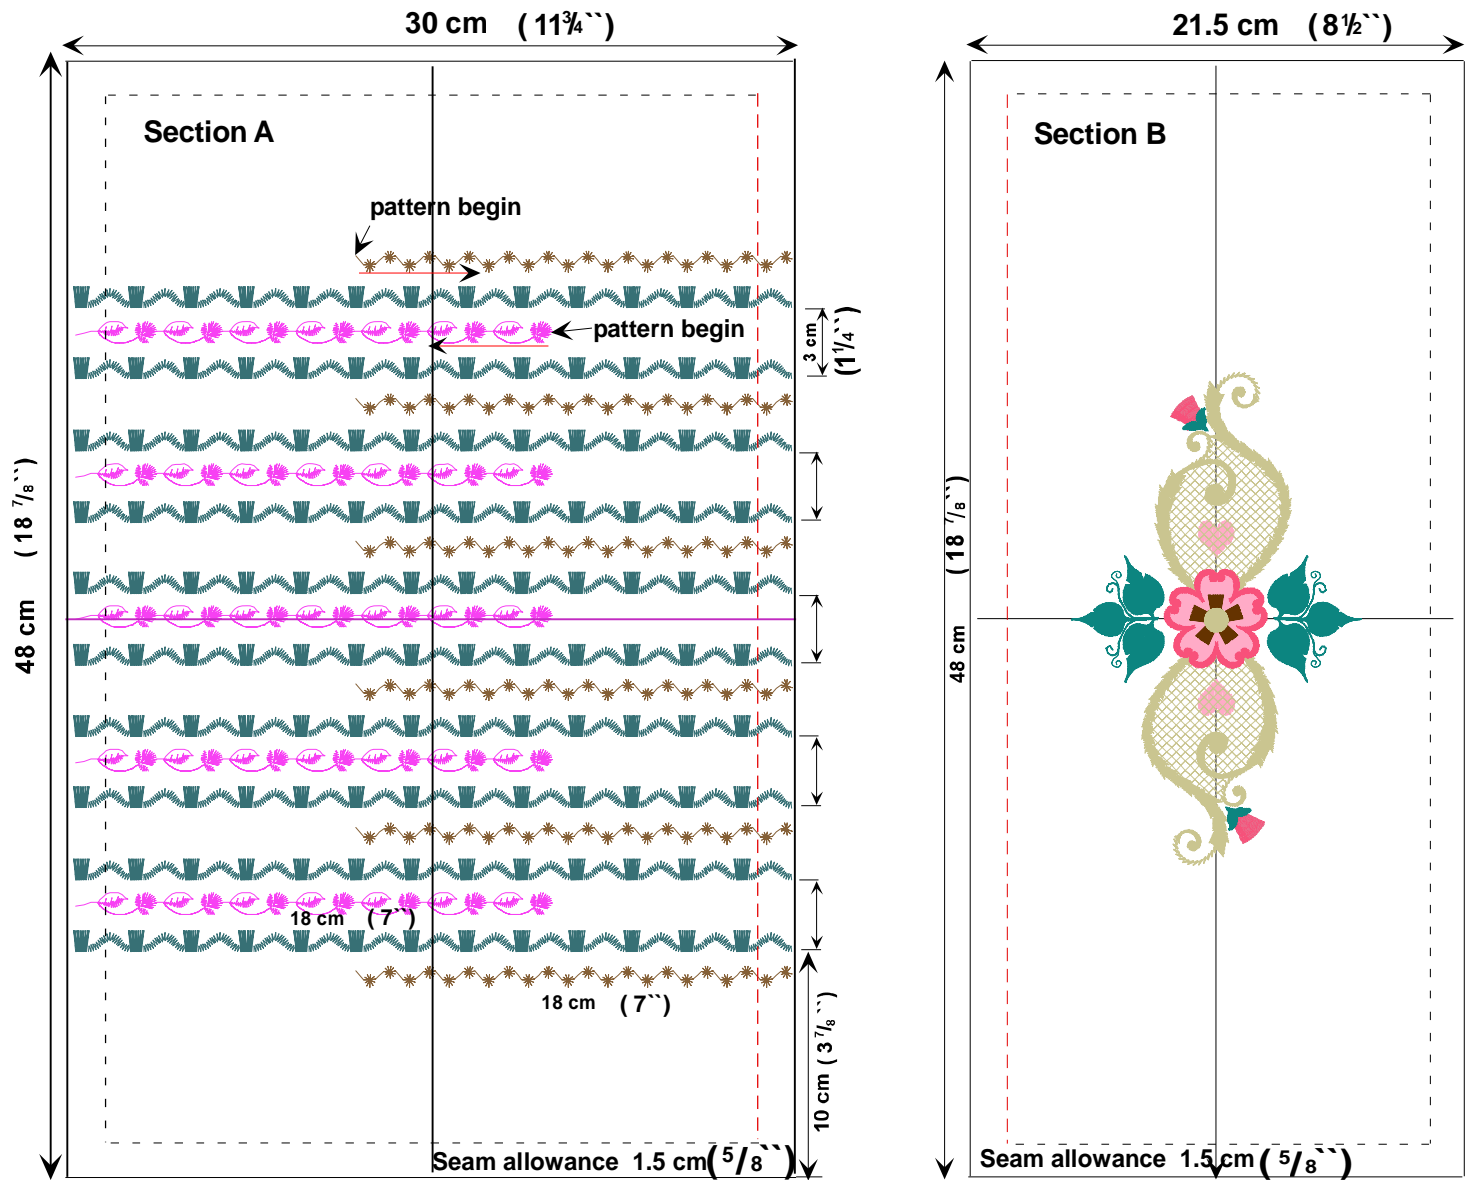 30 cm ( 11¾``)
21.5 cm ( 8½``)
Section A
Section B
pattern begin
pattern begin
3 cm
(1 1/4``)
48 cm ( 18 7/8``)
48 cm ( 18 7/8``)
18 cm ( 7``)
18 cm ( 7``)
10 cm ( 3 7/8``)
Seam allowance 1.5 cm( 5/8``)
Seam allowance 1.5 cm ( 5/8``)